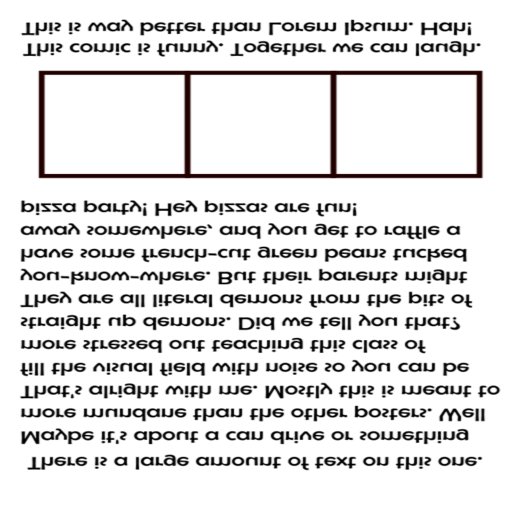 There is a large amount of text on this one.
Maybe it's about a can drive or something
more mundane than the other posters. Well
That's alright with me. Mostly this is meant to
fill the visual field with noise so you can be
more stressed out teaching this class of
straight up demons. Did we tell you that?
They are all literal demons from the pits of
you-know-where. But their parents might
have some french-cut green beans tucked
away somewhere, and you get to raffle a
pizza party! Hey pizzas are fun!
This comic is funny. Together we can laugh.
This is way better than Lorem Ipsum. Hah!